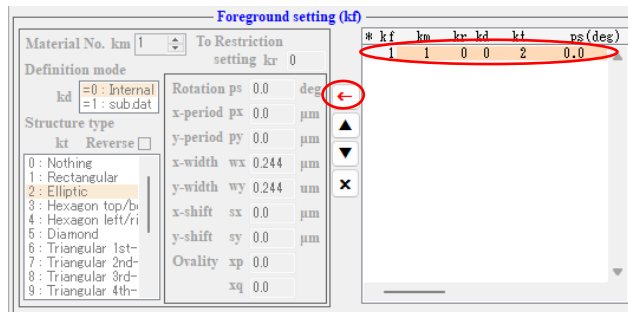 Foreground setting (kf)
Material No. km 1
To Restriction
setting kr 0
Definition mode
kd =0 : Internal
=1 : sub.dat
Structure type
kt Reverse
0 : Nothing
1 : Rectangular
2 : Elliptic
3 : Hexagon top/b
4 : Hexagon left/ri
5 : Diamond
6 : Triangular 1st-
7 : Triangular 2nd-
8 : Triangular 3rd-
9 : Triangular 4th-
Rotation ps 0.0 deg
x-period px 0.0 μm
y-period py 0.0 μm
x-width wx 0.244 μm
y-width wy 0.244 um
x-shift sx 0.0 μm
y-shift sy 0.0 μm
Ovality xp 0.0
xq 0.0
←
▲
▼
×
* kf km kr kd kt ps(deg)
1 1 0 0 2 0.0